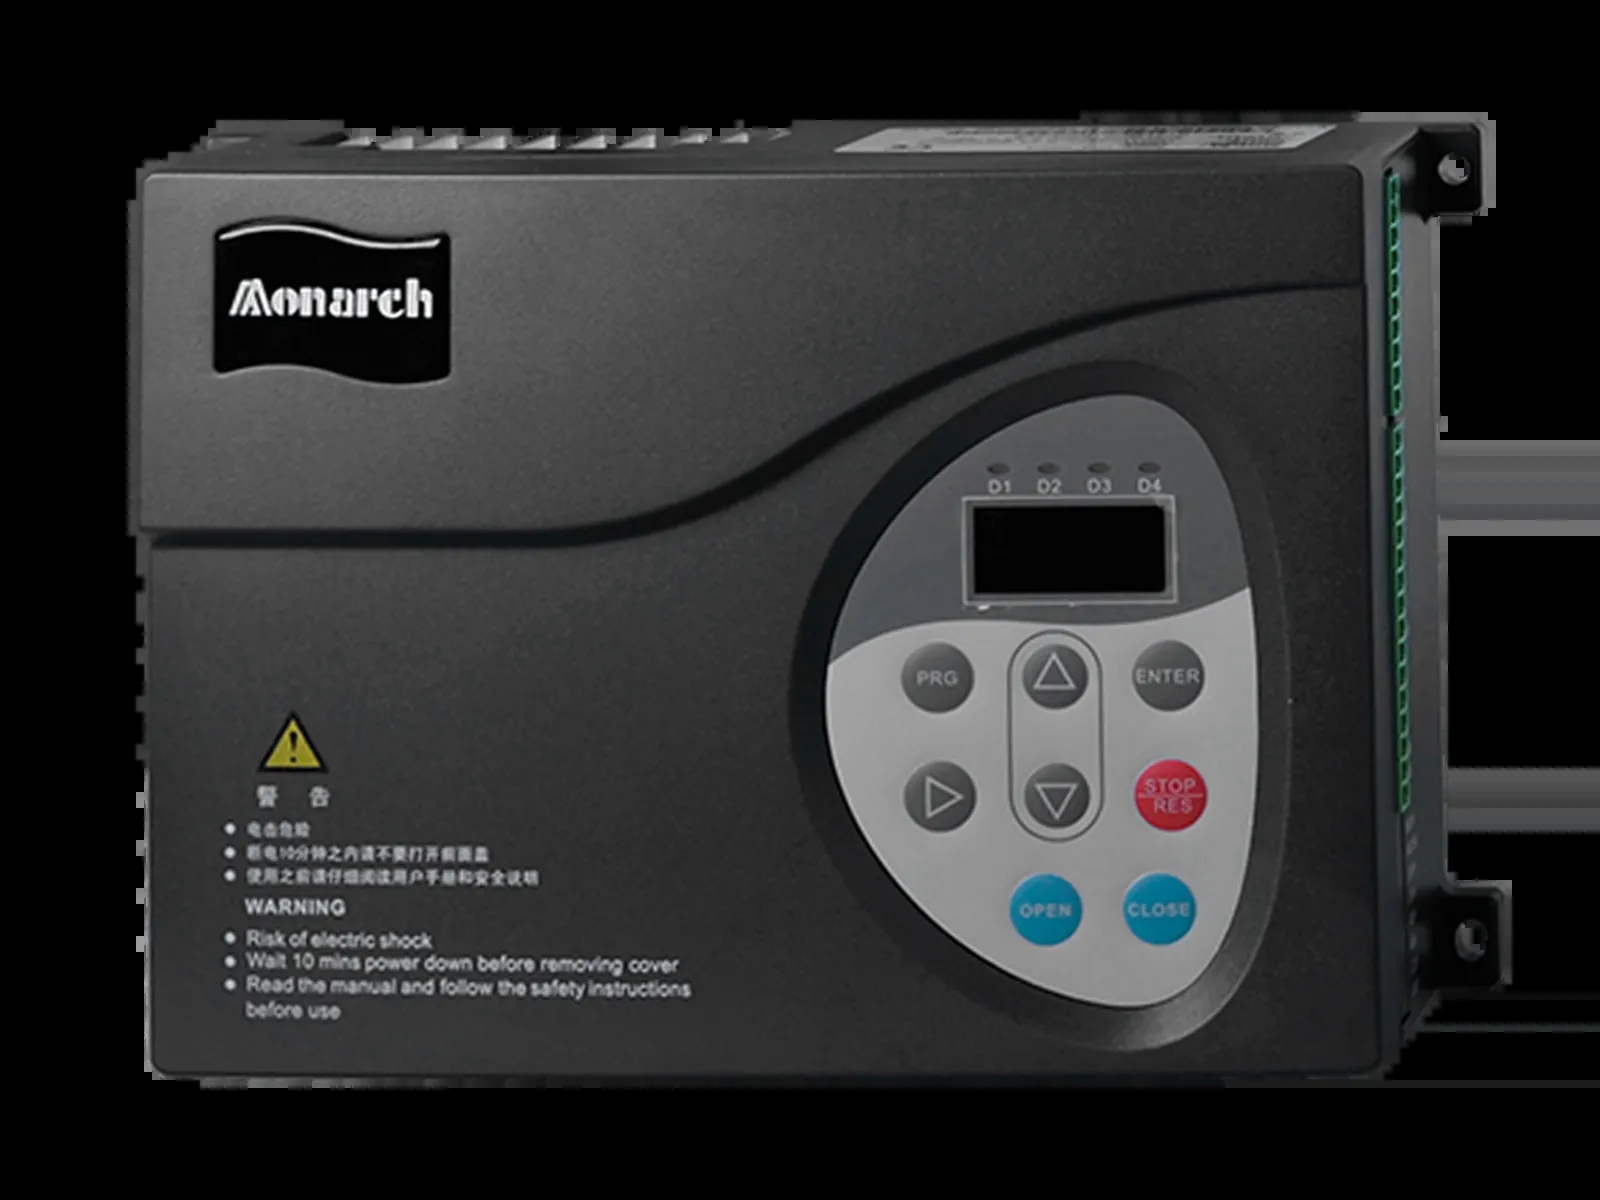 Monarch
D1 D2 D3 D4
PRG
ENTER
STOP
RES
OPEN
CLOSE
警 告
电击危险
断电10分钟之内请不要打开前面盖
使用之前请仔细阅读用户手册和安全说明
WARNING
Risk of electric shock
Wait 10 mins power down before removing cover
Read the manual and follow the safety instructions
before use